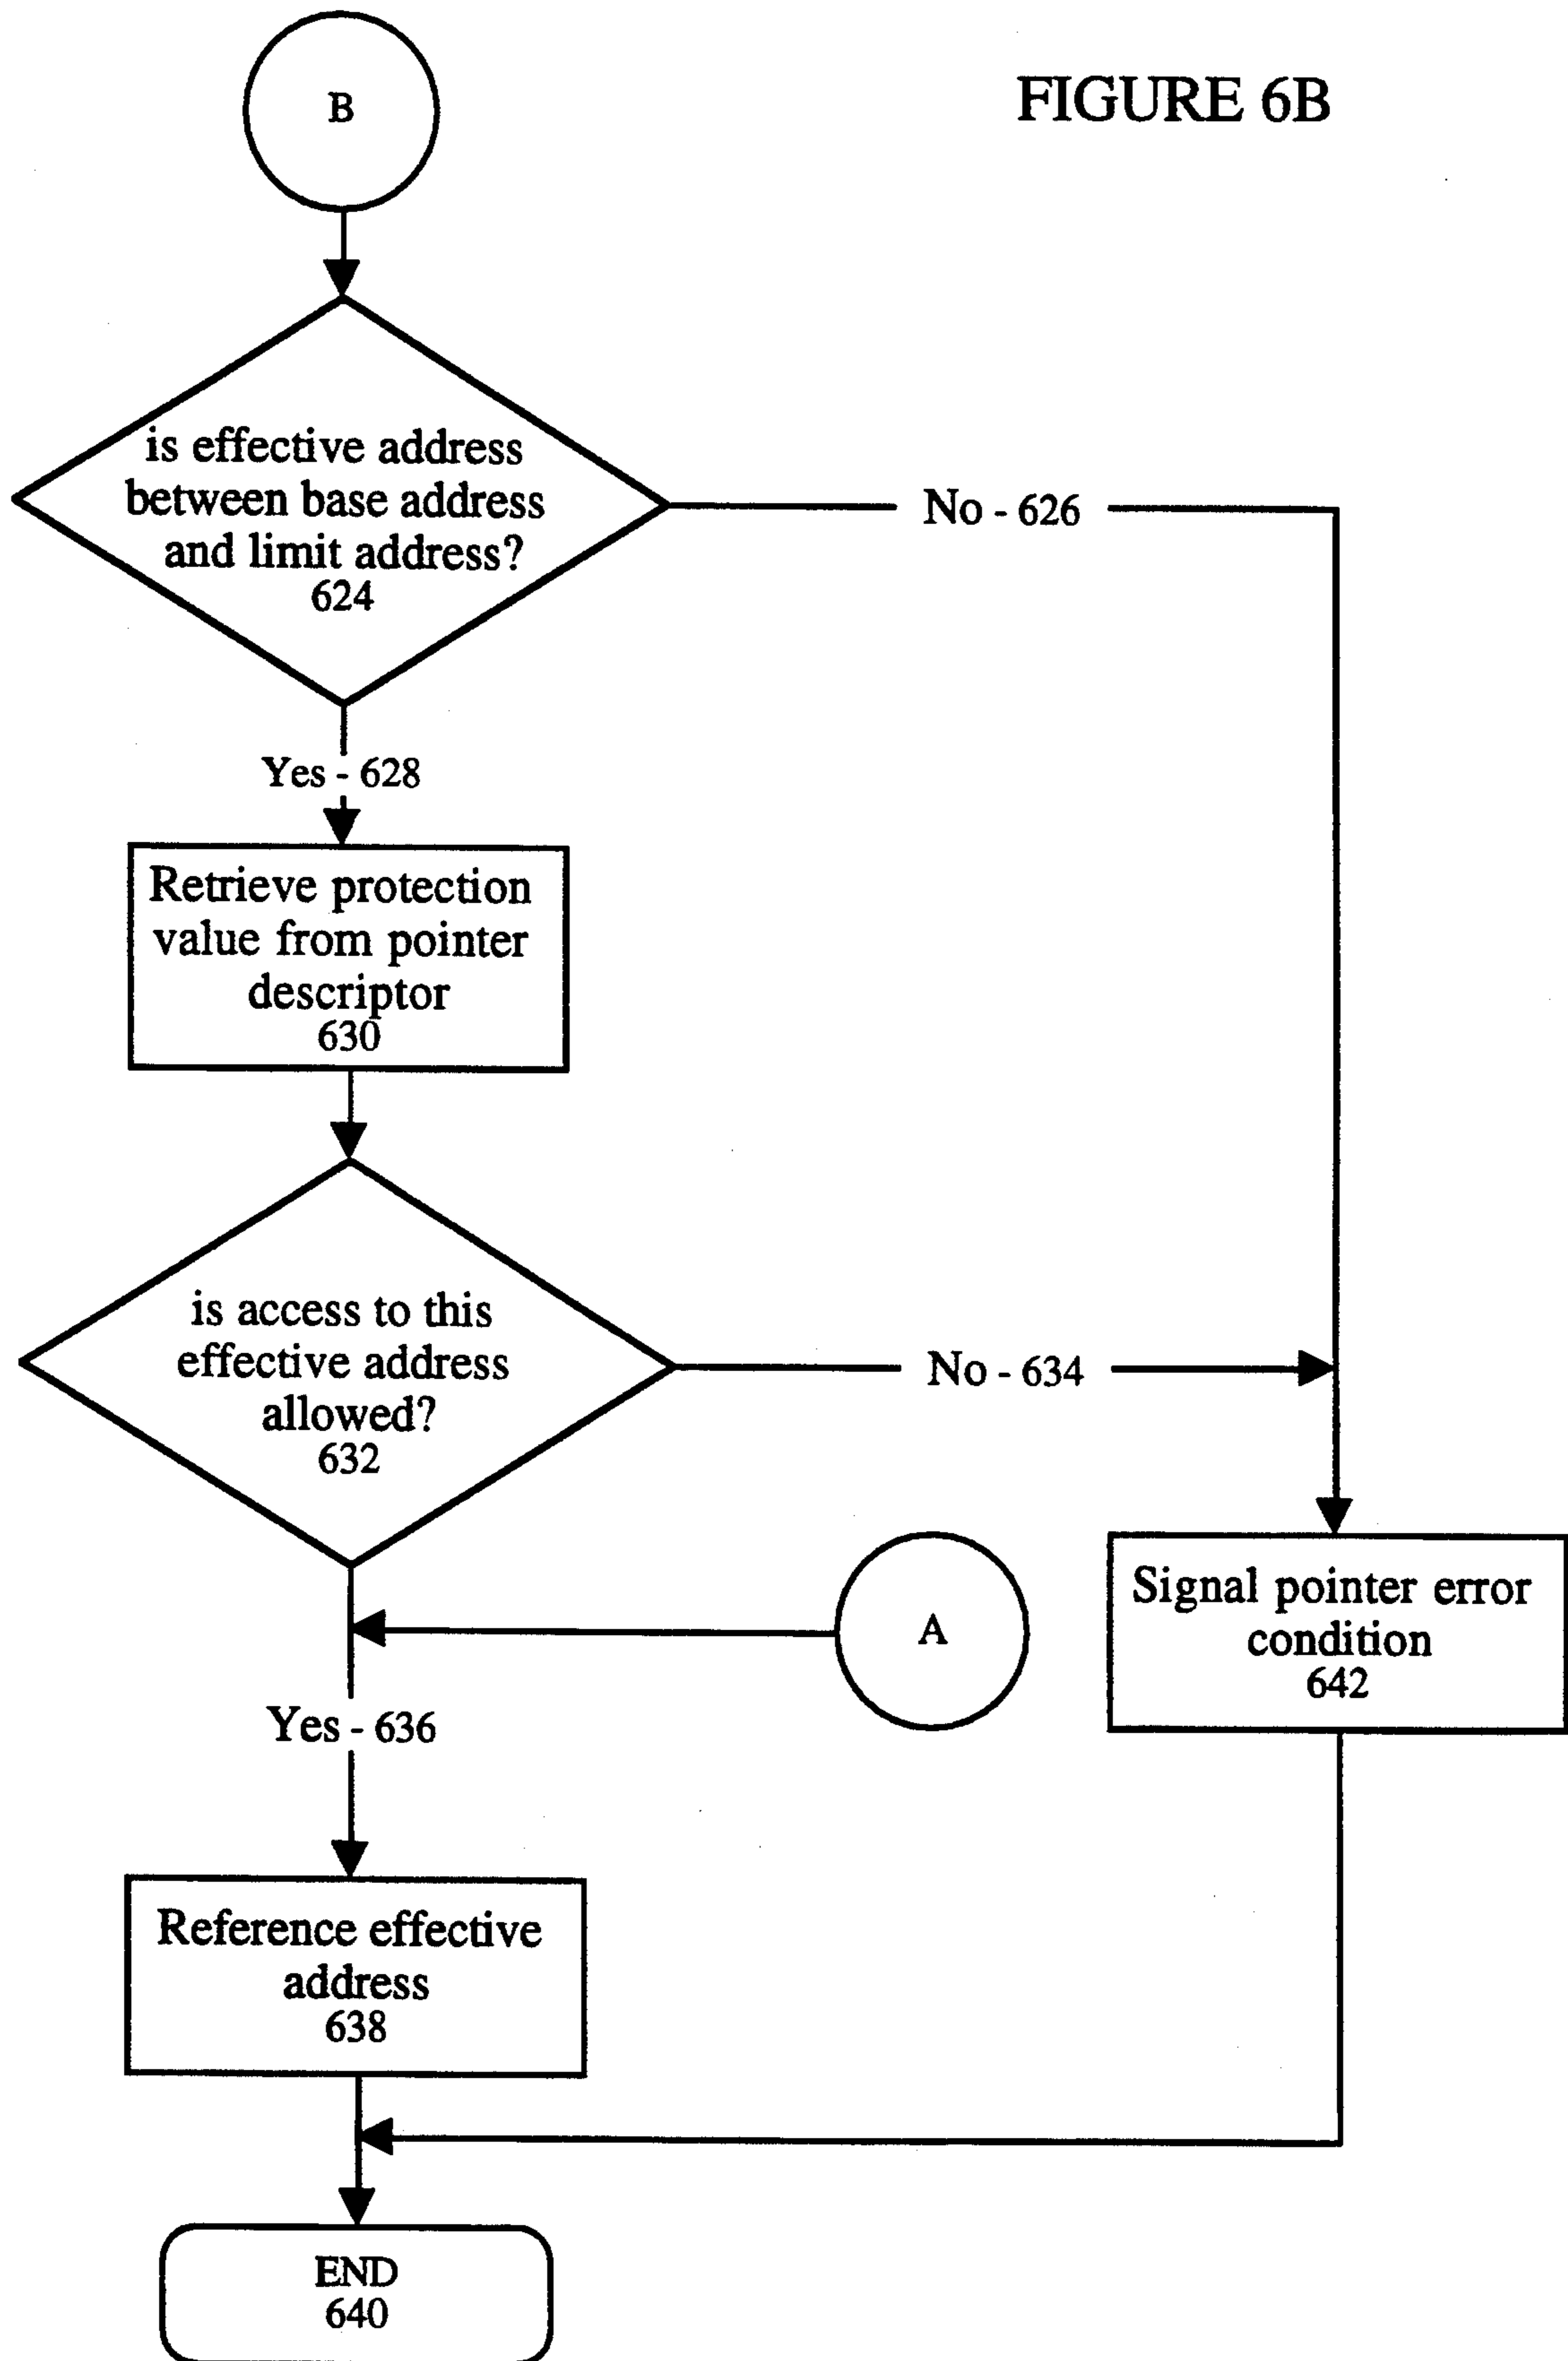 B
FIGURE 6B
is effective address
between base address
and limit address?
624
No - 626
Yes - 628
Retrieve protection
value from pointer
descriptor
630
is access to this
effective address
allowed?
632
No - 634
A
Signal pointer error
condition
642
Yes - 636
Reference effective
address
638
END
640